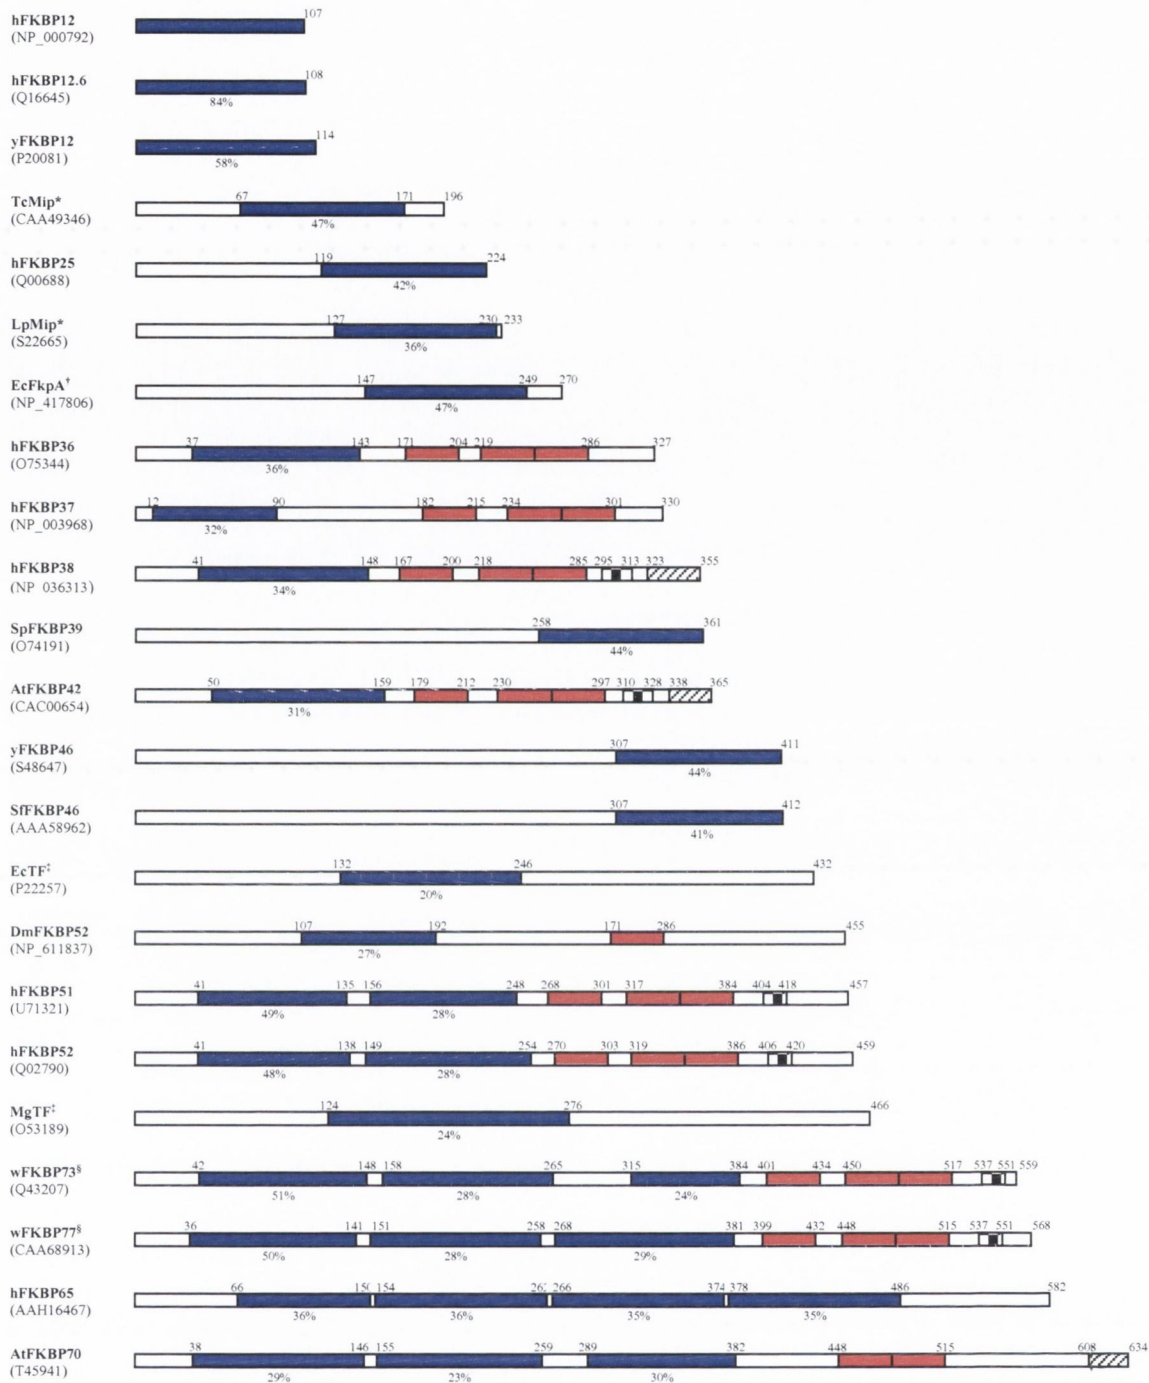 hFKBP12 107
(NP_000792)
hFKBP12.6 108
(Q16645) 84%
yFKBP12 114
(P20081) 58%
TcMip* 67 171 196
(CAA49346) 47%
hFKBP25 119 224
(Q00688) 42%
LpMip* 127 230 233
(S22665) 36%
EcFkpA† 147 249 270
(NP_417806) 47%
hFKBP36 37 143 171 204 219 286 327
(O75344) 36%
hFKBP37 12 90 182 215 234 301 330
(NP_003968) 32%
hFKBP38 41 148 167 200 218 285 295 313 323 355
(NP 036313) 34%
SpFKBP39 258 361
(O74191) 44%
AtFKBP42 50 159 179 212 230 297 310 328 338 365
(CAC00654) 31%
yFKBP46 307 411
(S48647) 44%
SfFKBP46 307 412
(AAA58962) 41%
EcTF‡ 132 246 432
(P22257) 20%
DmFKBP52 107 192 171 286 455
(NP_611837) 27%
hFKBP51 41 135 156 248 268 301 317 384 404 418 457
(U71321) 49% 28%
hFKBP52 41 138 149 254 270 303 319 386 406 420 459
(Q02790) 48% 28%
MgTF‡ 124 276 466
(O53189) 24%
wFKBP73§ 42 148 158 265 315 384 401 434 450 517 537 551 559
(Q43207) 51% 28% 24%
wFKBP77§ 36 141 151 258 268 381 399 432 448 515 537 551 568
(CAA68913) 50% 28% 29%
hFKBP65 66 154 266 374 378 486 582
(AAH16467) 36% 36% 35% 35%
AtFKBP70 38 146 155 259 289 382 448 515 608 634
(T45941) 29% 23% 30%